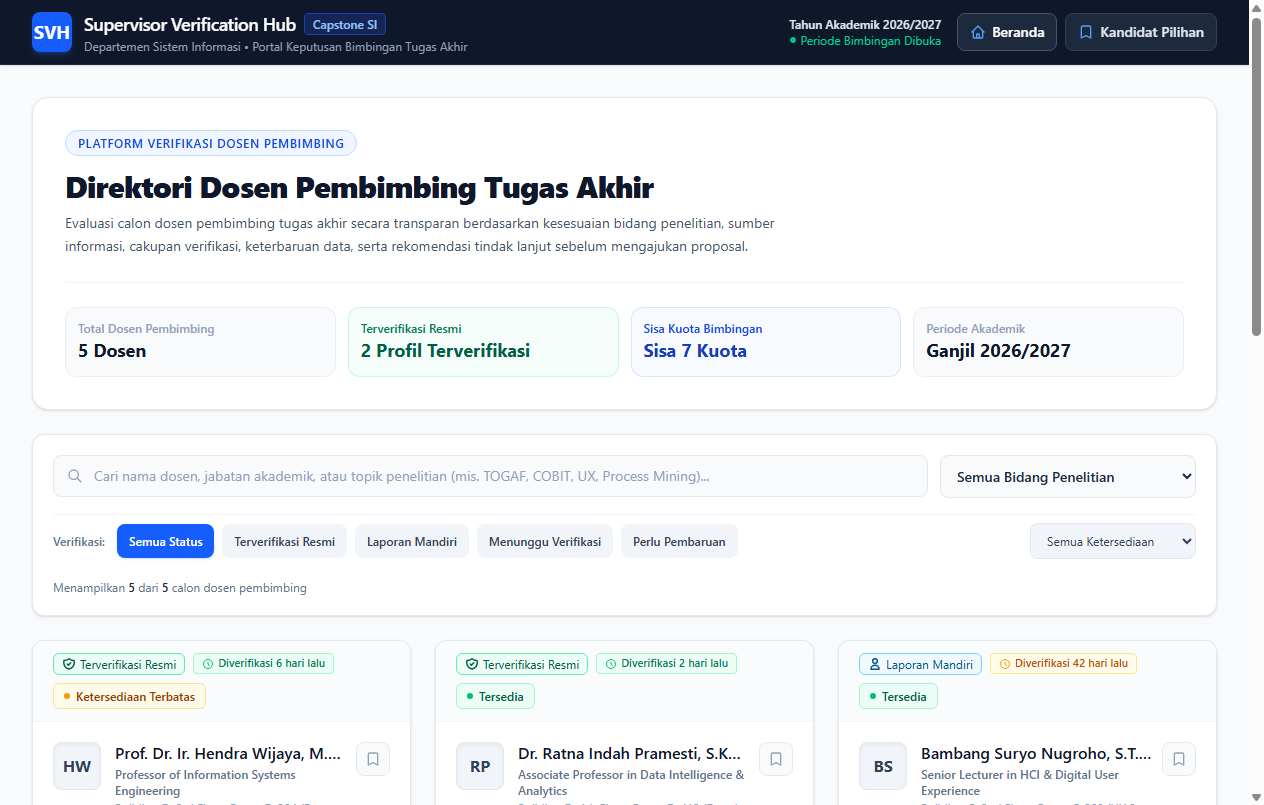 SVH
Supervisor Verification Hub
Capstone SI
Departemen Sistem Informasi • Portal Keputusan Bimbingan Tugas Akhir
Tahun Akademik 2026/2027
Periode Bimbingan Dibuka
Beranda
Kandidat Pilihan
PLATFORM VERIFIKASI DOSEN PEMBIMBING
Direktori Dosen Pembimbing Tugas Akhir
Evaluasi calon dosen pembimbing tugas akhir secara transparan berdasarkan kesesuaian bidang penelitian, sumber
informasi, cakupan verifikasi, keterbaruan data, serta rekomendasi tindak lanjut sebelum mengajukan proposal.
Total Dosen Pembimbing
5 Dosen
Terverifikasi Resmi
2 Profil Terverifikasi
Sisa Kuota Bimbingan
Sisa 7 Kuota
Periode Akademik
Ganjil 2026/2027
Cari nama dosen, jabatan akademik, atau topik penelitian (mis. TOGAF, COBIT, UX, Process Mining)...
Semua Bidang Penelitian
Verifikasi:
Semua Status
Terverifikasi Resmi
Laporan Mandiri
Menunggu Verifikasi
Perlu Pembaruan
Semua Ketersediaan
Menampilkan 5 dari 5 calon dosen pembimbing
Terverifikasi Resmi
Diverifikasi 6 hari lalu
Ketersediaan Terbatas
HW
Prof. Dr. Ir. Hendra Wijaya, M....
Professor of Information Systems
Engineering
Terverifikasi Resmi
Diverifikasi 2 hari lalu
Tersedia
RP
Dr. Ratna Indah Pramesti, S.K...
Associate Professor in Data Intelligence &
Analytics
Laporan Mandiri
Diverifikasi 42 hari lalu
Tersedia
BS
Bambang Suryo Nugroho, S.T....
Senior Lecturer in HCI & Digital User
Experience